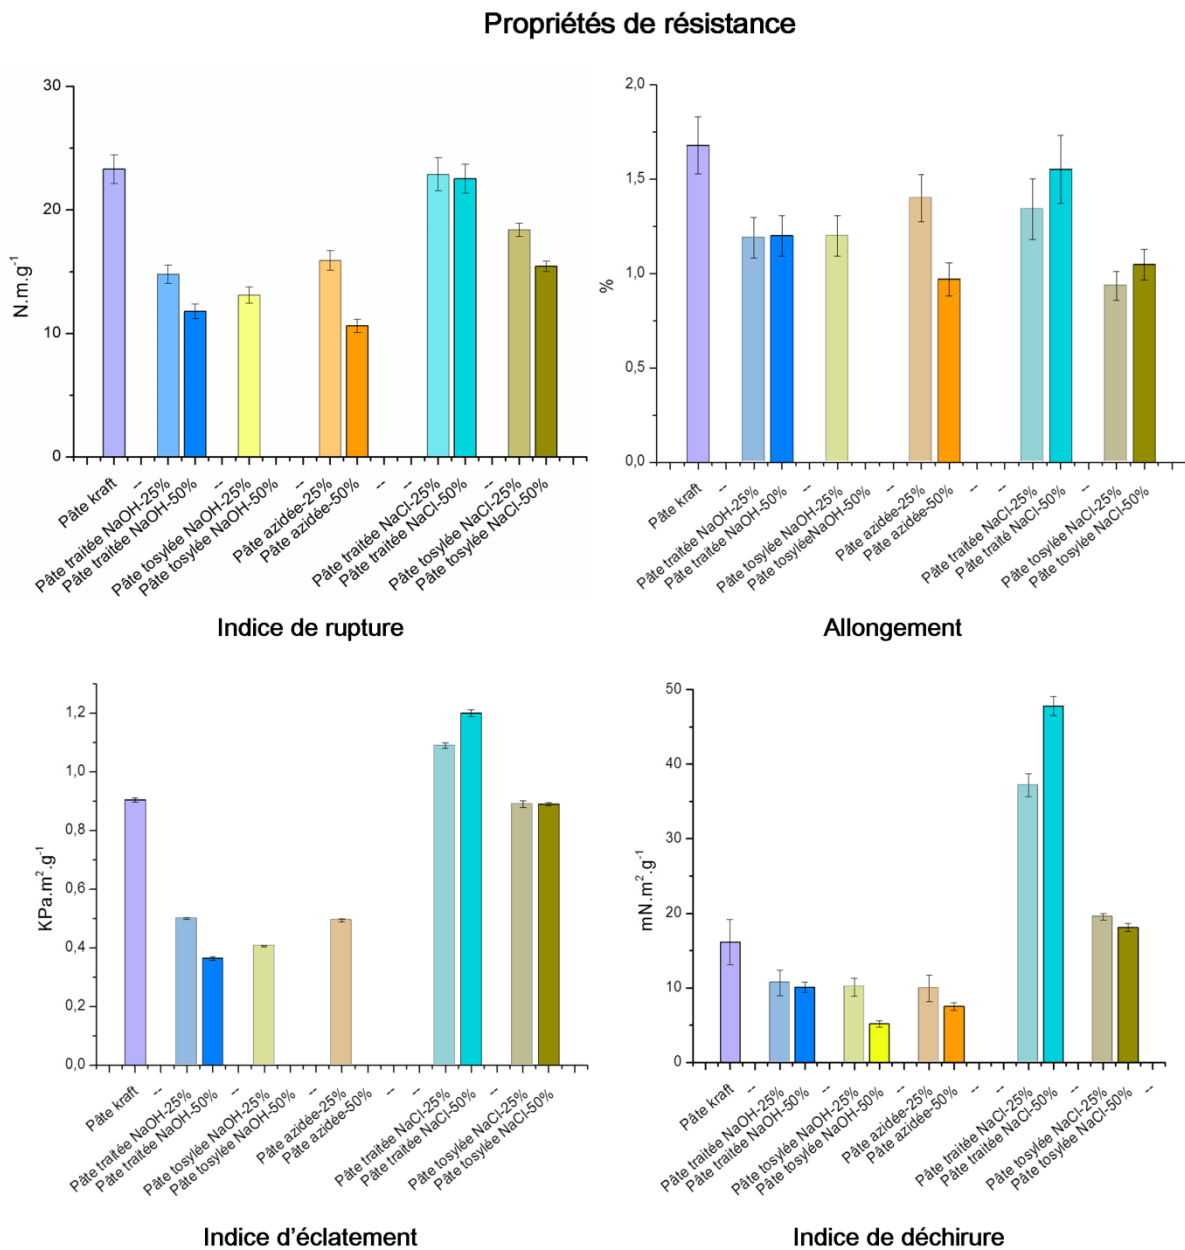 Propriétés de résistance
30
20
10
0
N.m.g⁻¹
Pâte kraft
--
Pâte traitée NaOH-25%
Pâte traitée NaOH-50%
--
Pâte tosylée NaOH-25%
Pâte tosylée NaOH-50%
--
Pâte azidée-25%
Pâte azidée-50%
--
--
Pâte traitée NaCl-25%
Pâte traitée NaCl-50%
--
Pâte tosylée NaCl-25%
Pâte tosylée NaCl-50%
Indice de rupture
2,0
1,5
1,0
0,5
0,0
%
Pâte kraft
--
Pâte traitée NaOH-25%
Pâte traitée NaOH-50%
--
Pâte tosylée NaOH-25%
Pâte tosyléeNaOH-50%
--
Pâte azidée-25%
Pâte azidée-50%
--
--
Pâte traitée NaCl-25%
Pâte traité NaCl-50%
--
Pâte tosylée NaCl-25%
Pâte tosylée NaCl-50%
Allongement
1,2
1,0
0,8
0,6
0,4
0,2
0,0
KPa.m².g⁻¹
Pâte kraft
--
Pâte traitée NaOH-25%
Pâte traitée NaOH-50%
--
Pâte tosylée NaOH-25%
Pâte tosylée NaOH-50%
--
Pâte azidée-25%
Pâte azidée-50%
--
--
Pâte traitée NaCl-25%
Pâte traitée NaCl-50%
--
Pâte tosylée NaCl-25%
Pâte tosylée NaCl-50%
Indice d'éclatement
50
40
30
20
10
0
mN.m².g⁻¹
Pâte kraft
--
Pâte traitée NaOH-25%
Pâte traitée NaOH-50%
--
Pâte tosylée NaOH-25%
Pâte tosylée NaOH-50%
--
Pâte azidée-25%
Pâte azidée-50%
--
--
Pâte traitée NaCl-25%
Pâte traitée NaCl-50%
--
Pâte tosylée NaCl-25%
Pâte tosylée NaCl-50%
--
Indice de déchirure